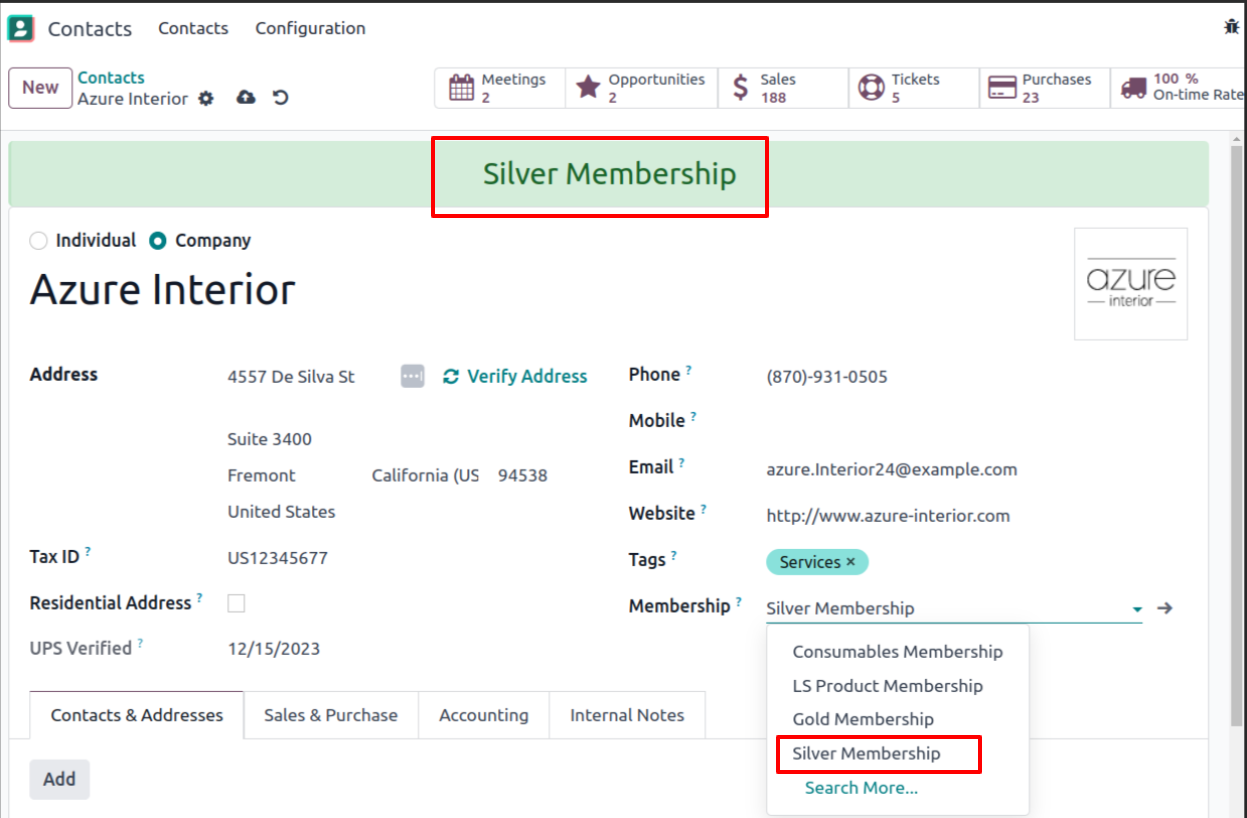 Contacts Contacts Configuration
New Contacts
Azure Interior
Meetings 2
Opportunities 2
Sales 188
Tickets 5
Purchases 23
100 % On-time Rate
Silver Membership
Individual Company
Azure Interior
azure
interior
Address 4557 De Silva St Verify Address
Suite 3400
Fremont California (US 94538
United States
Tax ID ? US12345677
Residential Address ?
UPS Verified ? 12/15/2023
Phone ? (870)-931-0505
Mobile ?
Email ? azure.Interior24@example.com
Website ? http://www.azure-interior.com
Tags ? Services ×
Membership ? Silver Membership
Consumables Membership
LS Product Membership
Gold Membership
Silver Membership
Search More...
Contacts & Addresses Sales & Purchase Accounting Internal Notes
Add